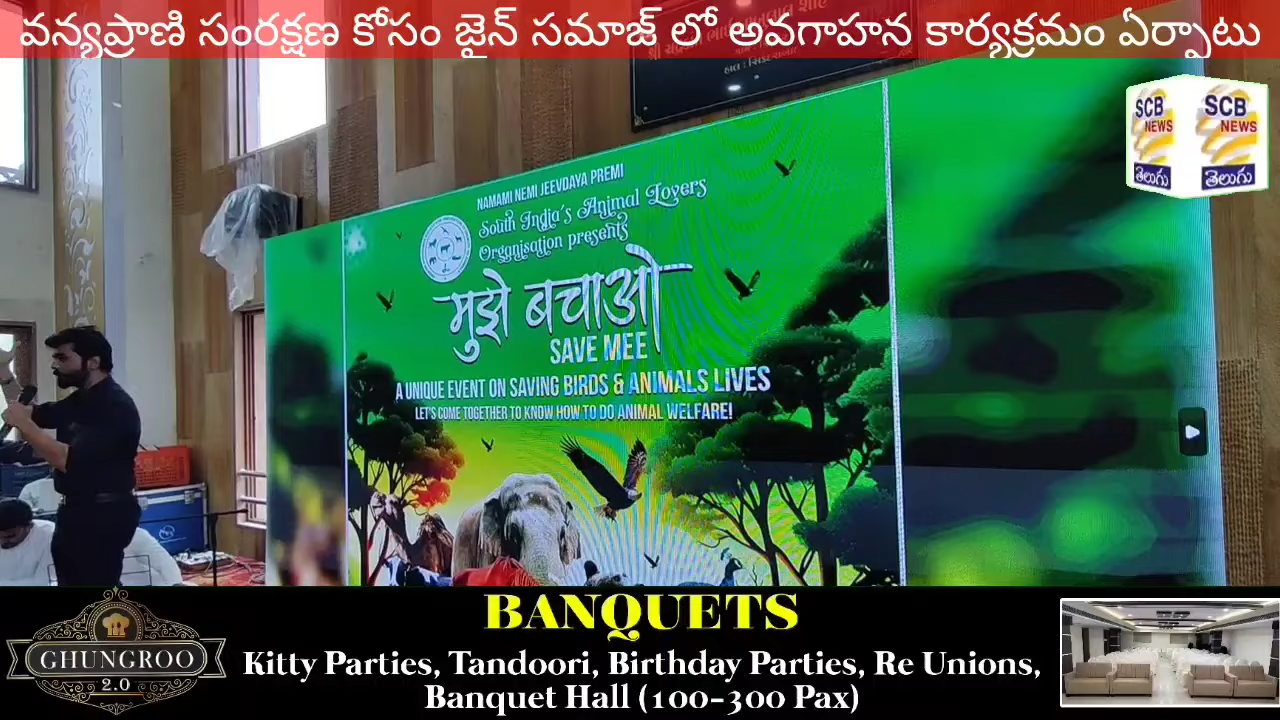 వన్యప్రాణి సంరక్షణ కోసం జైన్ సమాజ్ లో అవగాహన కార్యక్రమం ఏర్పాటు
SCB
NEWS
తెలుగు
SCB
NEWS
తెలుగు
NAMAMI NEMI JEEVDAYA PREMI
South India's Animal Lovers
Organisation presents
मुझे बचाओ
SAVE MEE
A UNIQUE EVENT ON SAVING BIRDS & ANIMALS LIVES
LET'S COME TOGETHER TO KNOW HOW TO DO ANIMAL WELFARE!
BANQUETS
GHUNGROO
2.0
Kitty Parties, Tandoori, Birthday Parties, Re Unions,
Banquet Hall (100-300 Pax)